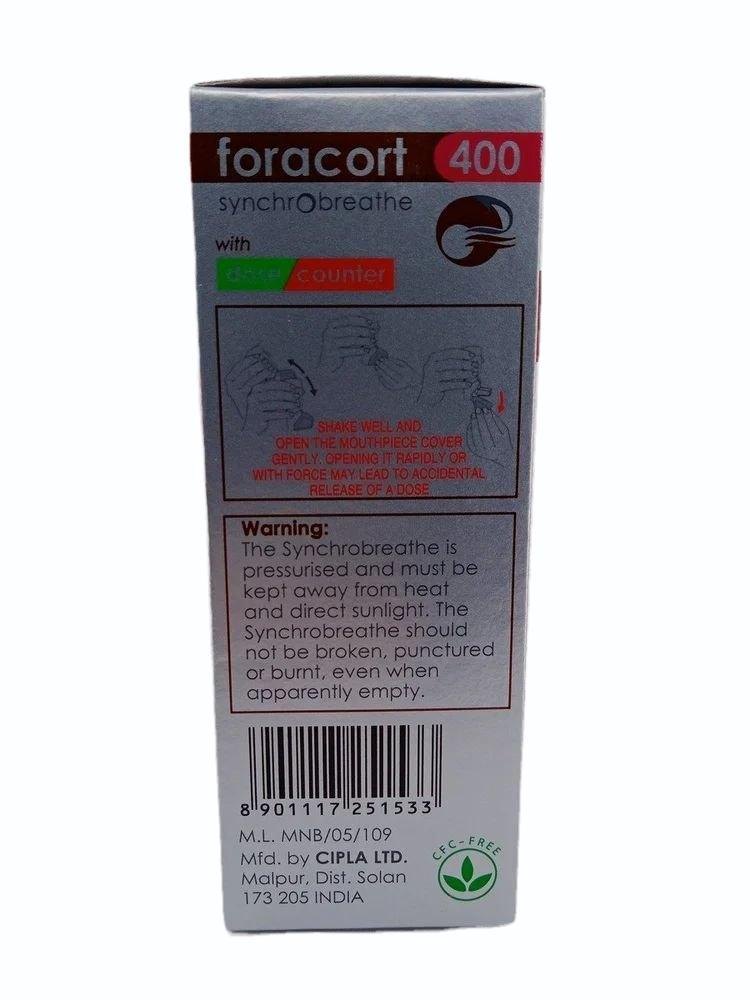 foracort 400
synchrobreathe
with
dose/counter
SHAKE WELL AND
OPEN THE MOUTHPIECE COVER
GENTLY. OPENING IT RAPIDLY OR
WITH FORCE MAY LEAD TO ACCIDENTAL
RELEASE OF A DOSE
Warning:
The Synchrobreathe is
pressurised and must be
kept away from heat
and direct sunlight. The
Synchrobreathe should
not be broken, punctured
or burnt, even when
apparently empty.
8 901117 251533
M.L. MNB/05/109
Mfd. by CIPLA LTD.
Malpur, Dist. Solan
173 205 INDIA
CFC-FREE